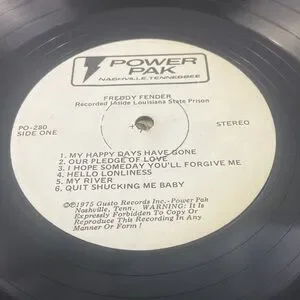 POWER
PAK
NASHVILLE, TENNESSEE
FREDDY FENDER
Recorded Inside Louisiana State Prison
PO-280
SIDE ONE
STEREO
1. MY HAPPY DAYS HAVE GONE
2. OUR PLEDGE OF LOVE
3. I HOPE SOMEDAY YOU'LL FORGIVE ME
4. HELLO LONLINESS
5. MY RIVER
6. QUIT SHUCKING ME BABY
©℗1975 Gusto Records Inc.-Power Pak
Nashville, Tenn. WARNING: It Is
Expressly Forbidden To Copy Or
Reproduce This Recording In Any
Manner Or Form!